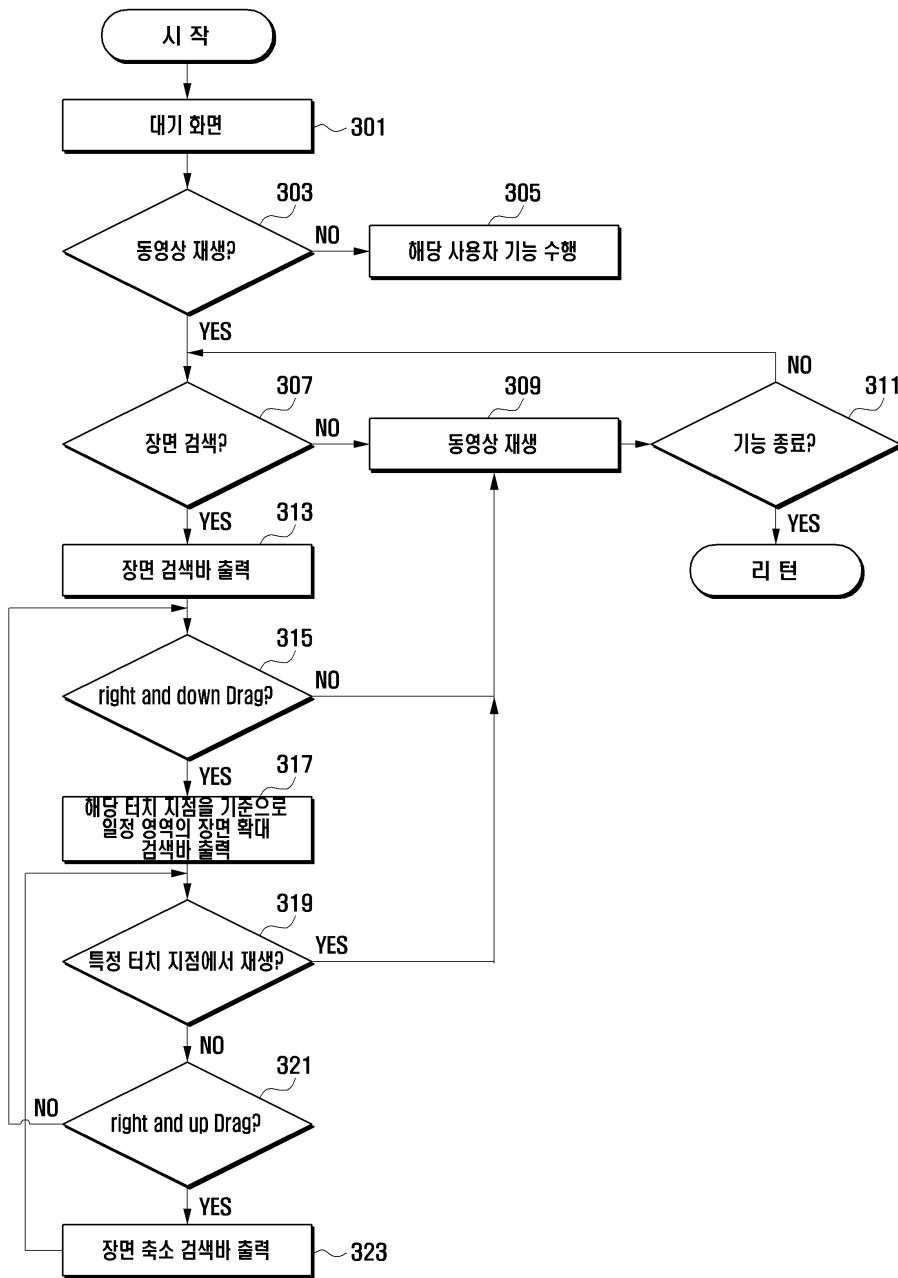 시 작
대기 화면
301
303
동영상 재생?
NO
305
해당 사용자 기능 수행
YES
307
장면 검색?
NO
309
동영상 재생
NO
311
기능 종료?
YES
313
장면 검색바 출력
YES
리 턴
315
right and down Drag?
NO
YES
317
해당 터치 지점을 기준으로
일정 영역의 장면 확대
검색바 출력
319
특정 터치 지점에서 재생?
YES
NO
321
right and up Drag?
NO
YES
장면 축소 검색바 출력
323